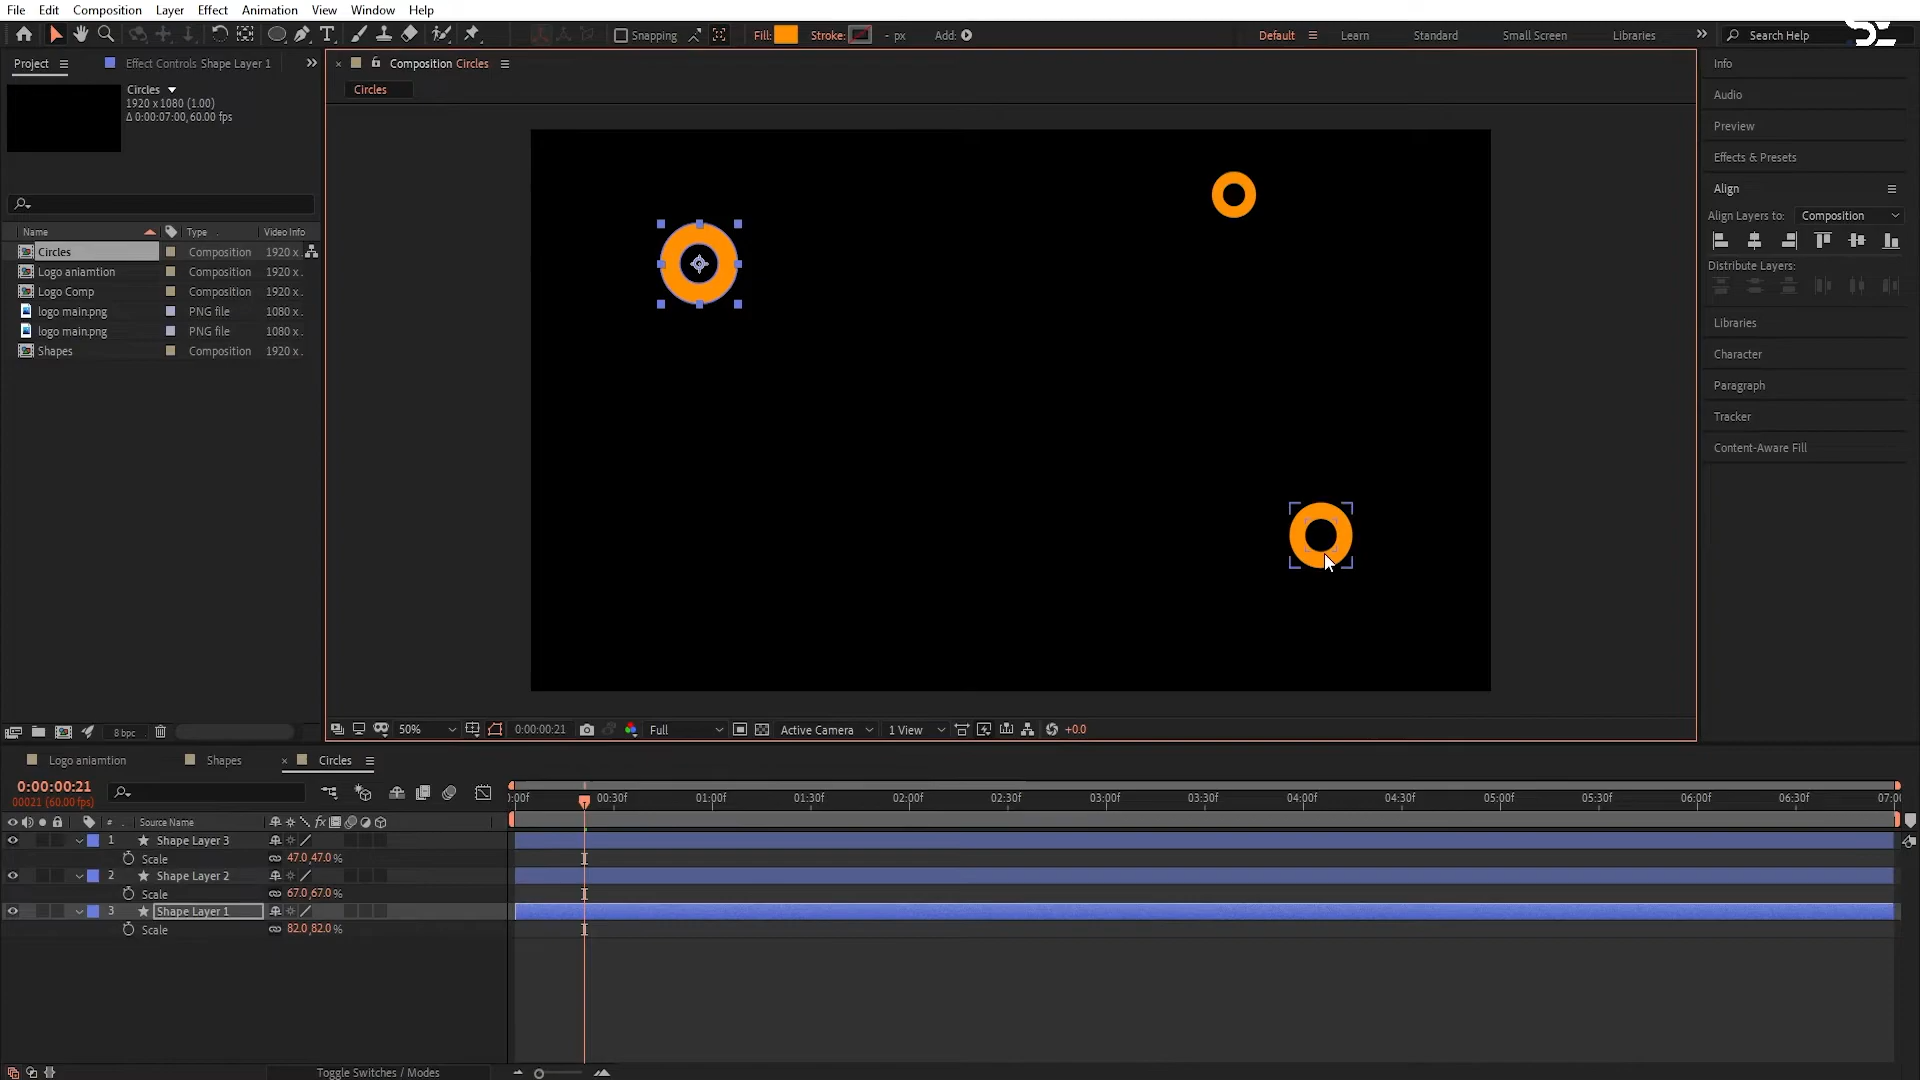 File Edit Composition Layer Effect Animation View Window Help
Snapping Fill: Stroke: - px Add:
Default Learn Standard Small Screen Libraries Search Help
Project Effect Controls Shape Layer 1
Circles
1920 x 1080 (1.00)
Δ 0:00:07:00, 60.00 fps
Name Type Video Info
Circles Composition 1920 x .
Logo aniamtion Composition 1920 x .
Logo Comp Composition 1920 x .
logo main.png PNG file 1080 x .
logo main.png PNG file 1080 x .
Shapes Composition 1920 x .
8 bpc
Composition Circles
Circles
50% 0:00:00:21 Full Active Camera 1 View +0.0
Info
Audio
Preview
Effects & Presets
Align
Align Layers to: Composition
Distribute Layers:
Libraries
Character
Paragraph
Tracker
Content-Aware Fill
Logo aniamtion Shapes Circles
0:00:00:21
00021 (60.00 fps)
:00f 00:30f 01:00f 01:30f 02:00f 02:30f 03:00f 03:30f 04:00f 04:30f 05:00f 05:30f 06:00f 06:30f 07:00
# Source Name fx
1 Shape Layer 3
Scale 47.0,47.0 %
2 Shape Layer 2
Scale 67.0,67.0 %
3 Shape Layer 1
Scale 82.0,82.0 %
Toggle Switches / Modes